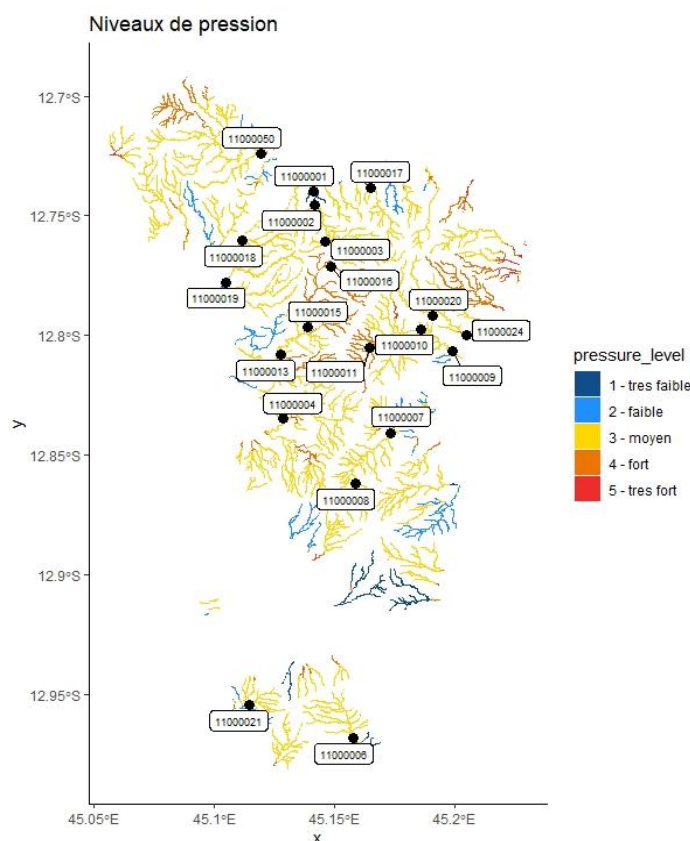 Niveaux de pression
12.7°S
12.75°S
12.8°S
12.85°S
12.9°S
12.95°S
y
11000050
11000001
11000017
11000002
11000003
11000018
11000016
11000019
11000020
11000015
11000024
11000010
11000013
11000011
11000009
11000004
11000007
11000008
11000021
11000006
45.05°E
45.1°E
45.15°E
45.2°E
x
pressure_level
1 - tres faible
2 - faible
3 - moyen
4 - fort
5 - tres fort